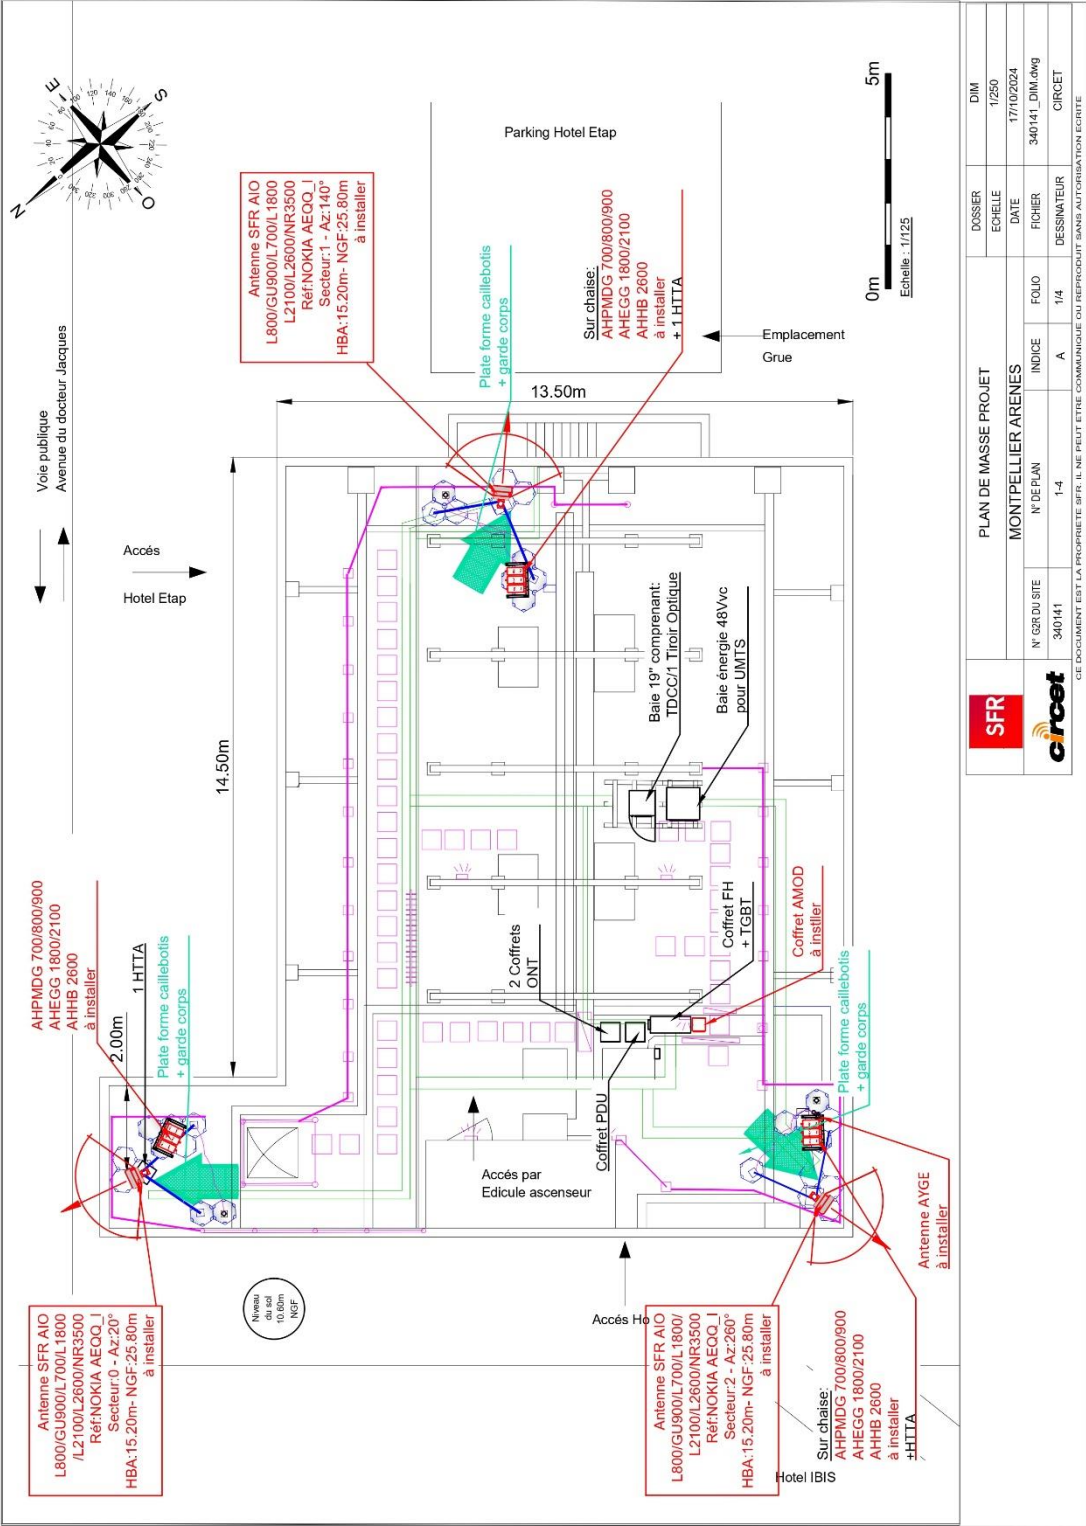 N
E
S
O
Voie publique
Avenue du docteur Jacques
Accés
Hotel Etap
Antenne SFR AIO
L800/GU900/L700/L1800
L2100/L2600/NR3500
Réf:NOKIA AEQQ_I
Secteur:1 - Az:140°
HBA:15.20m- NGF:25.80m
à installer
Parking Hotel Etap
Plate forme caillebotis
+ garde corps
Sur chaise:
AHPMDG 700/800/900
AHEGG 1800/2100
AHHB 2600
à installer
+ 1 HTTA
Emplacement
Grue
0m
5m
Echelle : 1/125
13.50m
14.50m
2.00m
AHPMDG 700/800/900
AHEGG 1800/2100
AHHB 2600
à installer
1 HTTA
Plate forme caillebotis
+ garde corps
Baie 19" comprenant:
TDCC/1 Tiroir Optique
Baie énergie 48Vvc
pour UMTS
2 Coffrets
ONT
Coffret FH
+ TGBT
Coffret AMOD
à instller
Coffret PDU
Plate forme caillebotis
+ garde corps
Accés par
Edicule ascenseur
Antenne AYGE
à installer
Niveau
du sol
10.60m
NGF
Accés Ho
Antenne SFR AIO
L800/GU900/L700/L1800
/L2100/L2600/NR3500
Réf:NOKIA AEQQ_I
Secteur:0 - Az:20°
HBA:15.20m- NGF:25.80m
à installer
Antenne SFR AIO
L800/GU900/L700/L1800/
L2100/L2600/NR3500
Réf:NOKIA AEQQ_I
Secteur:2 - Az:260°
HBA:15.20m- NGF:25.80m
à installer
Sur chaise:
AHPMDG 700/800/900
AHEGG 1800/2100
AHHB 2600
à installer
+HTTA
Hotel IBIS
SFR
circet
PLAN DE MASSE PROJET
MONTPELLIER ARENES
N° G2R DU SITE
N° DE PLAN
INDICE
FOLIO
340141
1-4
A
1/4
DOSSIER
DIM
ECHELLE
1/250
DATE
17/10/2024
FICHIER
340141_DIM.dwg
DESSINATEUR
CIRCET
CE DOCUMENT EST LA PROPRIETE SFR. IL NE PEUT ETRE COMMUNIQUE OU REPRODUIT SANS AUTORISATION ECRITE